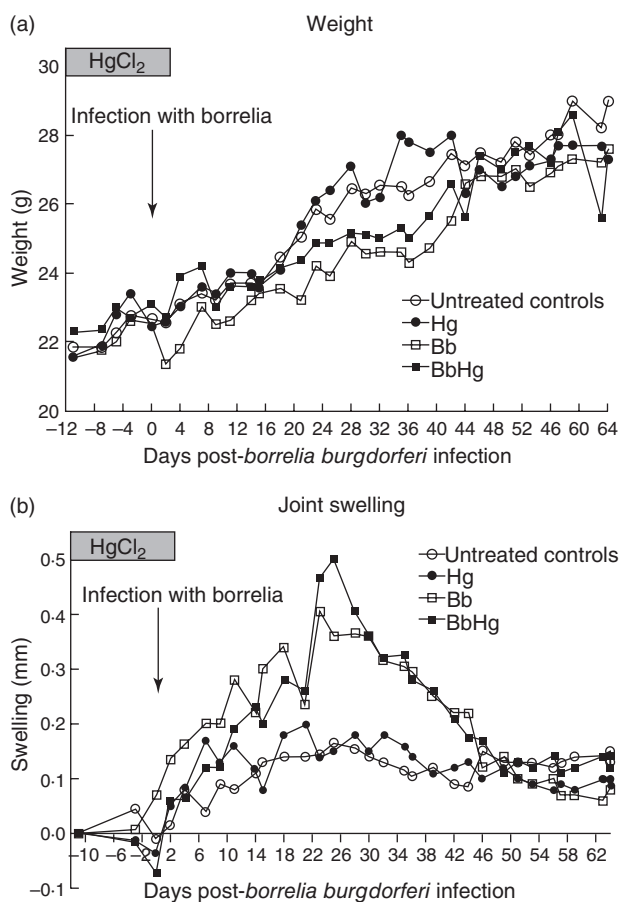 (a) Weight
HgCl2
Infection with borrelia
Weight (g)
30
28
26
24
22
20
Untreated controls
Hg
Bb
BbHg
−12 −8 −4 0 4 8 12 16 20 24 28 32 36 40 44 48 52 56 60 64
Days post-borrelia burgdorferi infection
(b) Joint swelling
HgCl2
Infection with borrelia
Swelling (mm)
0·5
0·4
0·3
0·2
0·1
0·0
−0·1
Untreated controls
Hg
Bb
BbHg
−10 −6 −2 2 6 10 14 18 22 26 30 34 38 42 46 50 54 58 62
Days post-borrelia burgdorferi infection